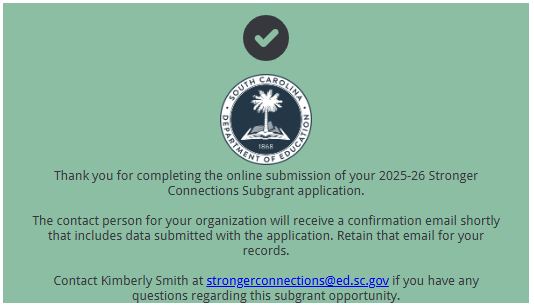 SOUTH CAROLINA
1868
DEPARTMENT OF EDUCATION
Thank you for completing the online submission of your 2025-26 Stronger
Connections Subgrant application.
The contact person for your organization will receive a confirmation email shortly
that includes data submitted with the application. Retain that email for your
records.
Contact Kimberly Smith at strongerconnections@ed.sc.gov if you have any
questions regarding this subgrant opportunity.